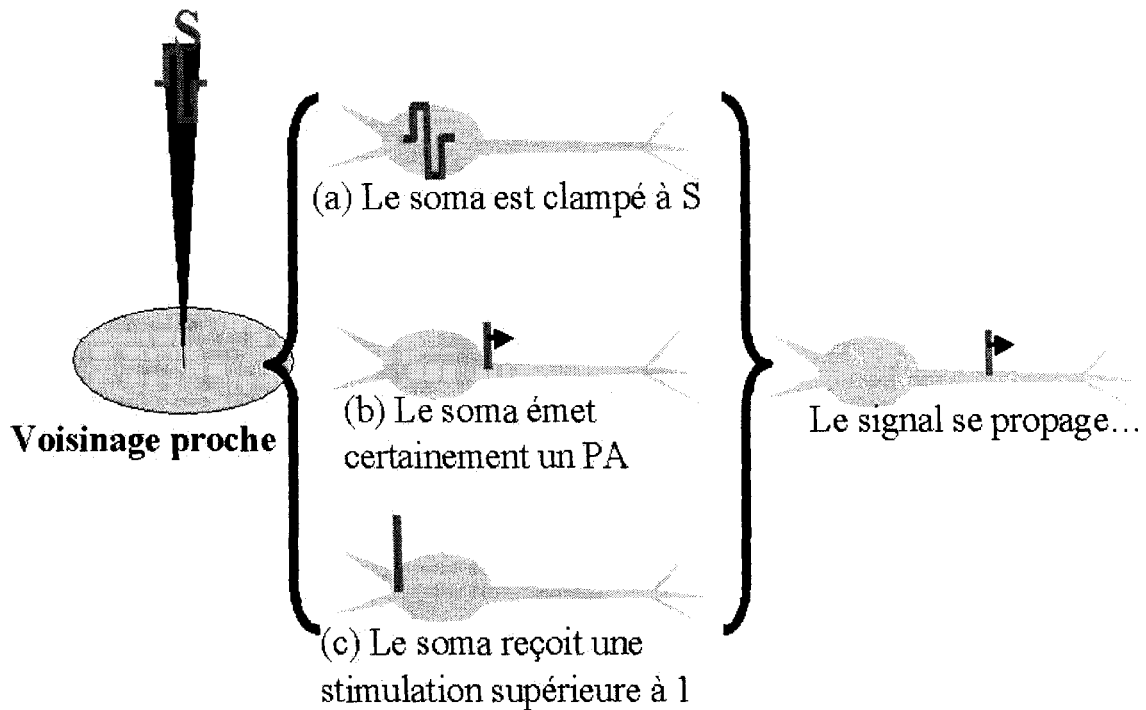 S
(a) Le soma est clampé à S
Voisinage proche
(b) Le soma émet
certainement un PA
Le signal se propage...
(c) Le soma reçoit une
stimulation supérieure à 1